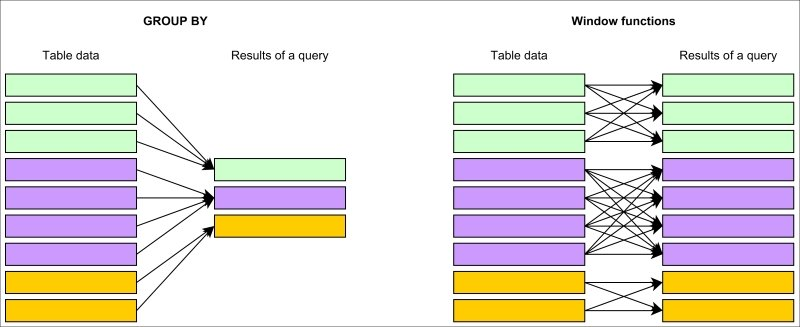 GROUP BY
Window functions
Table data
Results of a query
Table data
Results of a query